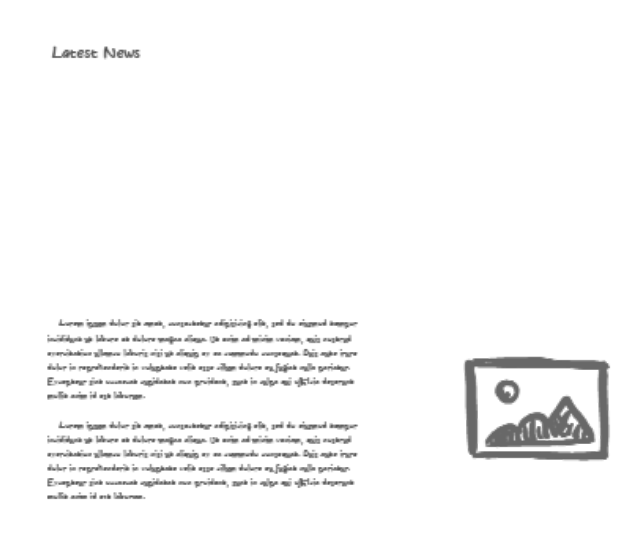 Latest News
Lorem ipsum dolor sit amet, consectetur adipiscing elit, sed do eiusmod tempor
incididunt ut labore et dolore magna aliqua. Ut enim ad minim veniam, quis nostrud
exercitation ullamco laboris nisi ut aliquip ex ea commodo consequat. Duis aute irure
dolor in reprehenderit in voluptate velit esse cillum dolore eu fugiat nulla pariatur.
Excepteur sint occaecat cupidatat non proident, sunt in culpa qui officia deserunt
mollit anim id est laborum.
Lorem ipsum dolor sit amet, consectetur adipiscing elit, sed do eiusmod tempor
incididunt ut labore et dolore magna aliqua. Ut enim ad minim veniam, quis nostrud
exercitation ullamco laboris nisi ut aliquip ex ea commodo consequat. Duis aute irure
dolor in reprehenderit in voluptate velit esse cillum dolore eu fugiat nulla pariatur.
Excepteur sint occaecat cupidatat non proident, sunt in culpa qui officia deserunt
mollit anim id est laborum.